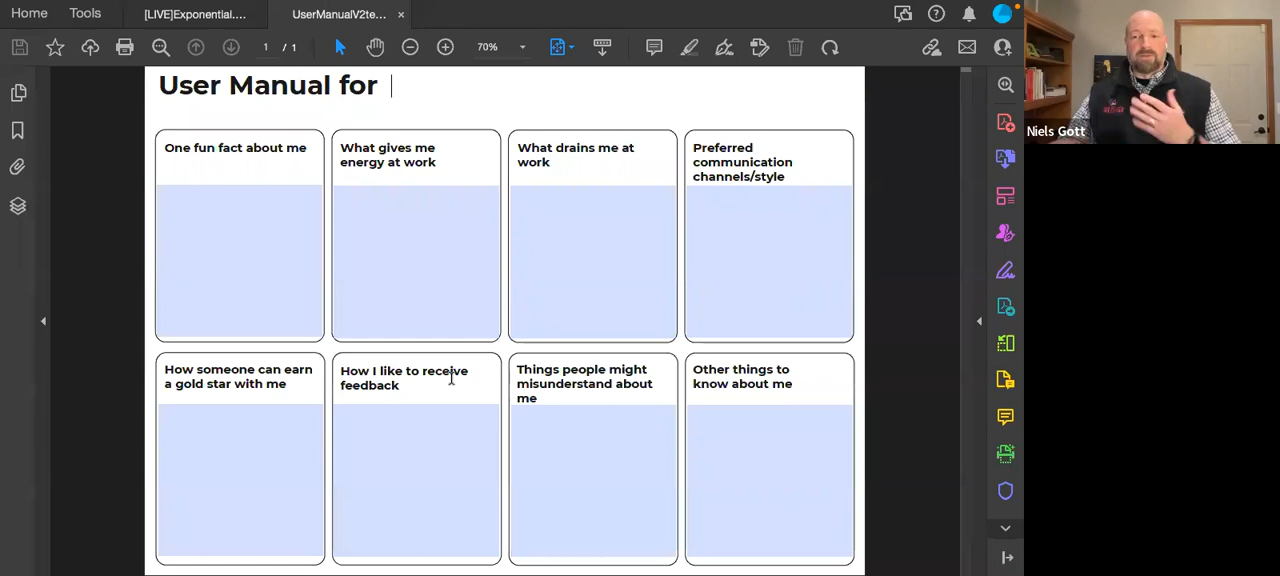 Home Tools [LIVE]Exponential.... UserManualV2te... ×
1 / 1 70%
User Manual for
One fun fact about me
What gives me
energy at work
What drains me at
work
Preferred
communication
channels/style
How someone can earn
a gold star with me
How I like to receive
feedback
Things people might
misunderstand about
me
Other things to
know about me
Niels Gott